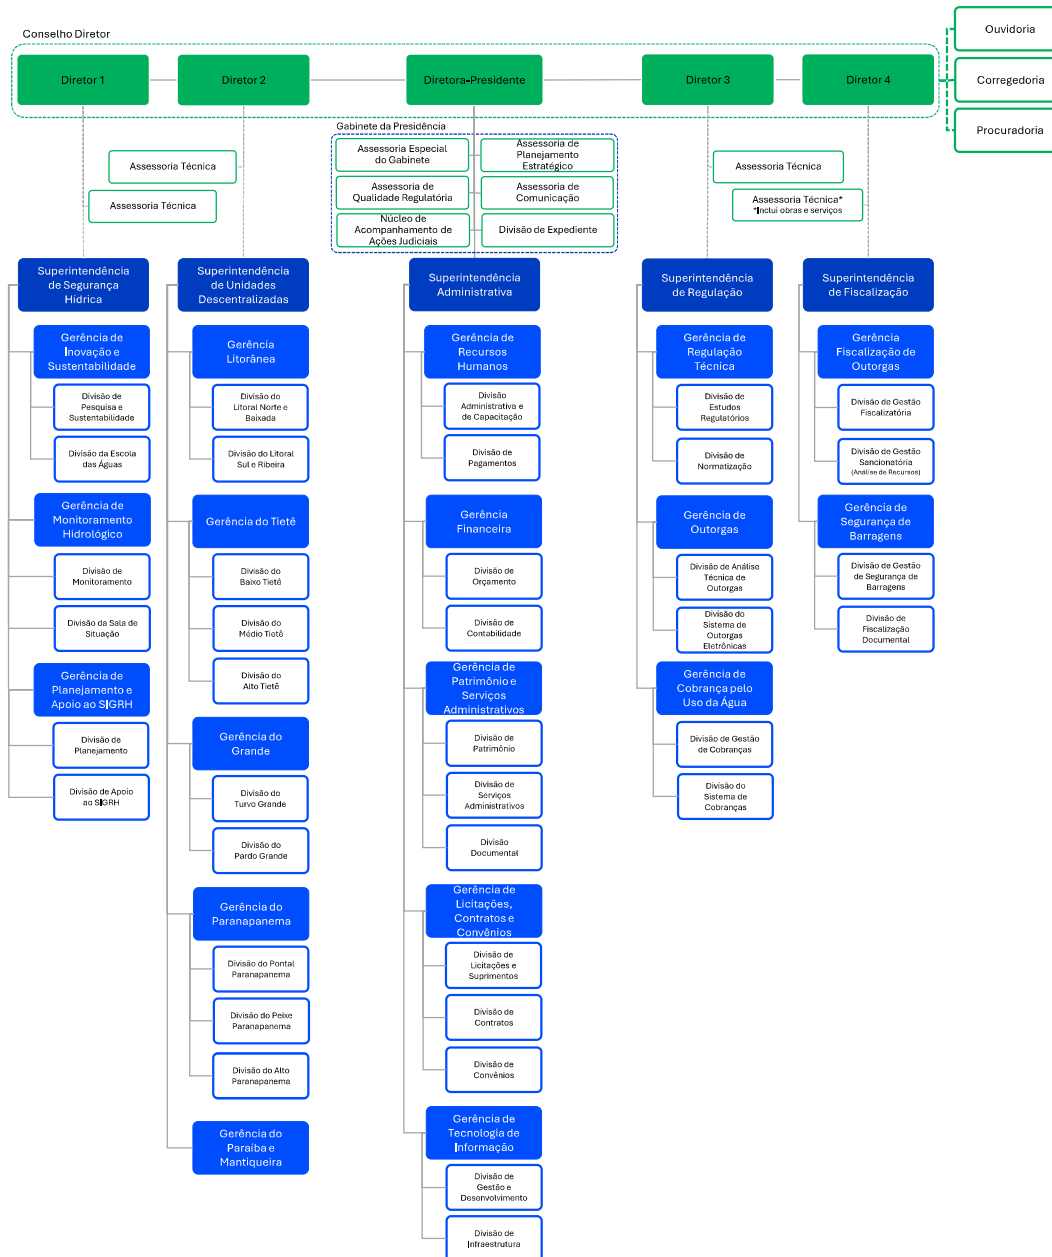 Conselho Diretor
Diretor 1
Diretor 2
Diretora-Presidente
Diretor 3
Diretor 4
Ouvidoria
Corregedoria
Procuradoria
Gabinete da Presidência
Assessoria Especial
do Gabinete
Assessoria de
Planejamento
Estratégico
Assessoria de
Qualidade Regulatória
Assessoria de
Comunicação
Núcleo de
Acompanhamento de
Ações Judiciais
Divisão de Expediente
Assessoria Técnica
Assessoria Técnica
Assessoria Técnica
Assessoria Técnica*
*Inclui obras e serviços
Superintendência
de Segurança
Hídrica
Gerência de
Inovação e
Sustentabilidade
Divisão de
Pesquisa e
Sustentabilidade
Divisão da Escola
das Águas
Gerência de
Monitoramento
Hidrológico
Divisão de
Monitoramento
Divisão da Sala de
Situação
Gerência de
Planejamento e
Apoio ao SIGRH
Divisão de
Planejamento
Divisão de Apoio
ao SIGRH
Superintendência
de Unidades
Descentralizadas
Gerência
Litorânea
Divisão do
Litoral Norte e
Baixada
Divisão do Litoral
Sul e Ribeira
Gerência do Tietê
Divisão do
Baixo Tietê
Divisão do
Médio Tietê
Divisão do
Alto Tietê
Gerência do
Grande
Divisão do
Turvo Grande
Divisão do
Pardo Grande
Gerência do
Paranapanema
Divisão do Pontal
Paranapanema
Divisão do Peixe
Paranapanema
Divisão do Alto
Paranapanema
Gerência do
Paraíba e
Mantiqueira
Superintendência
Administrativa
Gerência de
Recursos
Humanos
Divisão
Administrativa e
de Capacitação
Divisão de
Pagamentos
Gerência
Financeira
Divisão de
Orçamento
Divisão de
Contabilidade
Gerência de
Patrimônio e
Serviços
Administrativos
Divisão de
Patrimônio
Divisão de
Serviços
Administrativos
Divisão
Documental
Gerência de
Licitações,
Contratos e
Convênios
Divisão de
Licitações e
Suprimentos
Divisão de
Contratos
Divisão de
Convênios
Gerência de
Tecnologia de
Informação
Divisão de
Gestão e
Desenvolvimento
Divisão de
Infraestrutura
Superintendência
de Regulação
Gerência de
Regulação
Técnica
Divisão de
Estudos
Regulatórios
Divisão de
Normatização
Gerência de
Outorgas
Divisão de Análise
Técnica de
Outorgas
Divisão do
Sistema de
Outorgas
Eletrônicas
Gerência de
Cobrança pelo
Uso da Água
Divisão de Gestão
de Cobranças
Divisão do
Sistema de
Cobranças
Superintendência
de Fiscalização
Gerência
Fiscalização de
Outorgas
Divisão de Gestão
Fiscalizatória
Divisão de Gestão
Sancionatória
(Análise de Recursos)
Gerência de
Segurança de
Barragens
Divisão de Gestão
de Segurança de
Barragens
Divisão de
Fiscalização
Documental